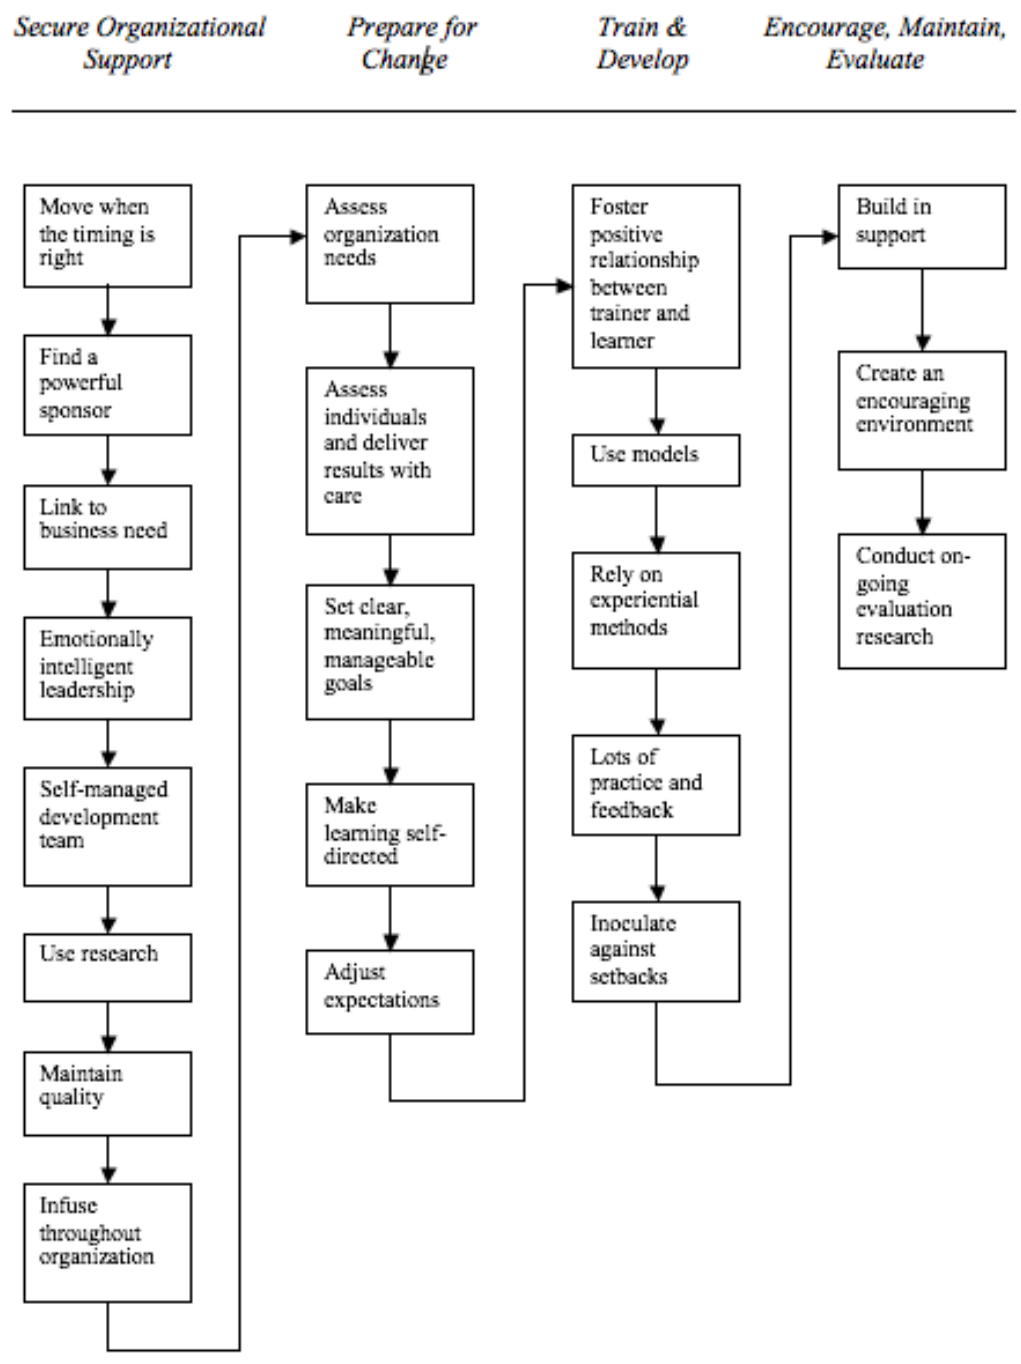 Secure Organizational
Support
Prepare for
Change
Train &
Develop
Encourage, Maintain,
Evaluate
Move when
the timing is
right
Find a
powerful
sponsor
Link to
business need
Emotionally
intelligent
leadership
Self-managed
development
team
Use research
Maintain
quality
Infuse
throughout
organization
Assess
organization
needs
Assess
individuals
and deliver
results with
care
Set clear,
meaningful,
manageable
goals
Make
learning self-
directed
Adjust
expectations
Foster
positive
relationship
between
trainer and
learner
Use models
Rely on
experiential
methods
Lots of
practice and
feedback
Inoculate
against
setbacks
Build in
support
Create an
encouraging
environment
Conduct on-
going
evaluation
research